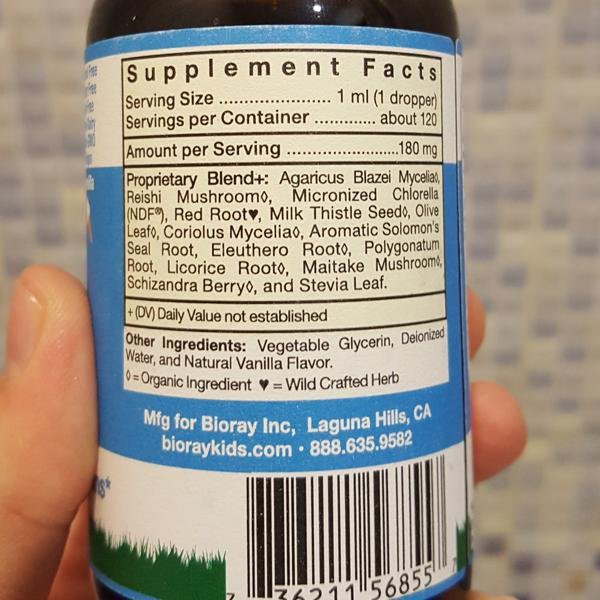 Supplement Facts
Serving Size ........................ 1 ml (1 dropper)
Servings per Container ............. about 120
Amount per Serving ........................180 mg
Proprietary Blend+: Agaricus Blazei Mycelia◊,
Reishi Mushroom◊, Micronized Chlorella
(NDF®), Red Root♥, Milk Thistle Seed◊, Olive
Leaf◊, Coriolus Mycelia◊, Aromatic Solomon's
Seal Root, Eleuthero Root◊, Polygonatum
Root, Licorice Root◊, Maitake Mushroom◊,
Schizandra Berry◊, and Stevia Leaf.
+ (DV) Daily Value not established
Other Ingredients: Vegetable Glycerin, Deionized
Water, and Natural Vanilla Flavor.
◊ = Organic Ingredient ♥ = Wild Crafted Herb
Mfg for Bioray Inc, Laguna Hills, CA
bioraykids.com • 888.635.9582
7 36211 56855 7